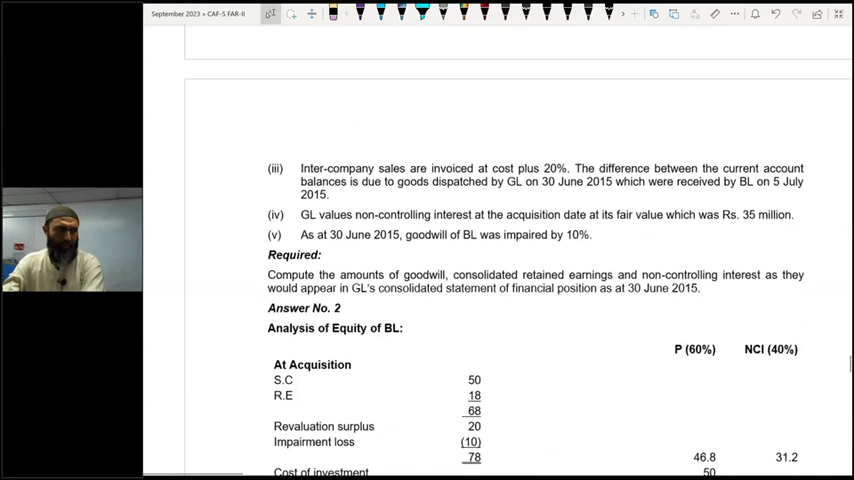 September 2023 » CAF-5 FAR-II
(iii) Inter-company sales are invoiced at cost plus 20%. The difference between the current account
balances is due to goods dispatched by GL on 30 June 2015 which were received by BL on 5 July
2015.
(iv) GL values non-controlling interest at the acquisition date at its fair value which was Rs. 35 million.
(v) As at 30 June 2015, goodwill of BL was impaired by 10%.
Required:
Compute the amounts of goodwill, consolidated retained earnings and non-controlling interest as they
would appear in GL's consolidated statement of financial position as at 30 June 2015.
Answer No. 2
Analysis of Equity of BL:
P (60%) NCI (40%)
At Acquisition
S.C 50
R.E 18
68
Revaluation surplus 20
Impairment loss (10)
78 46.8 31.2
Cost of investment 50